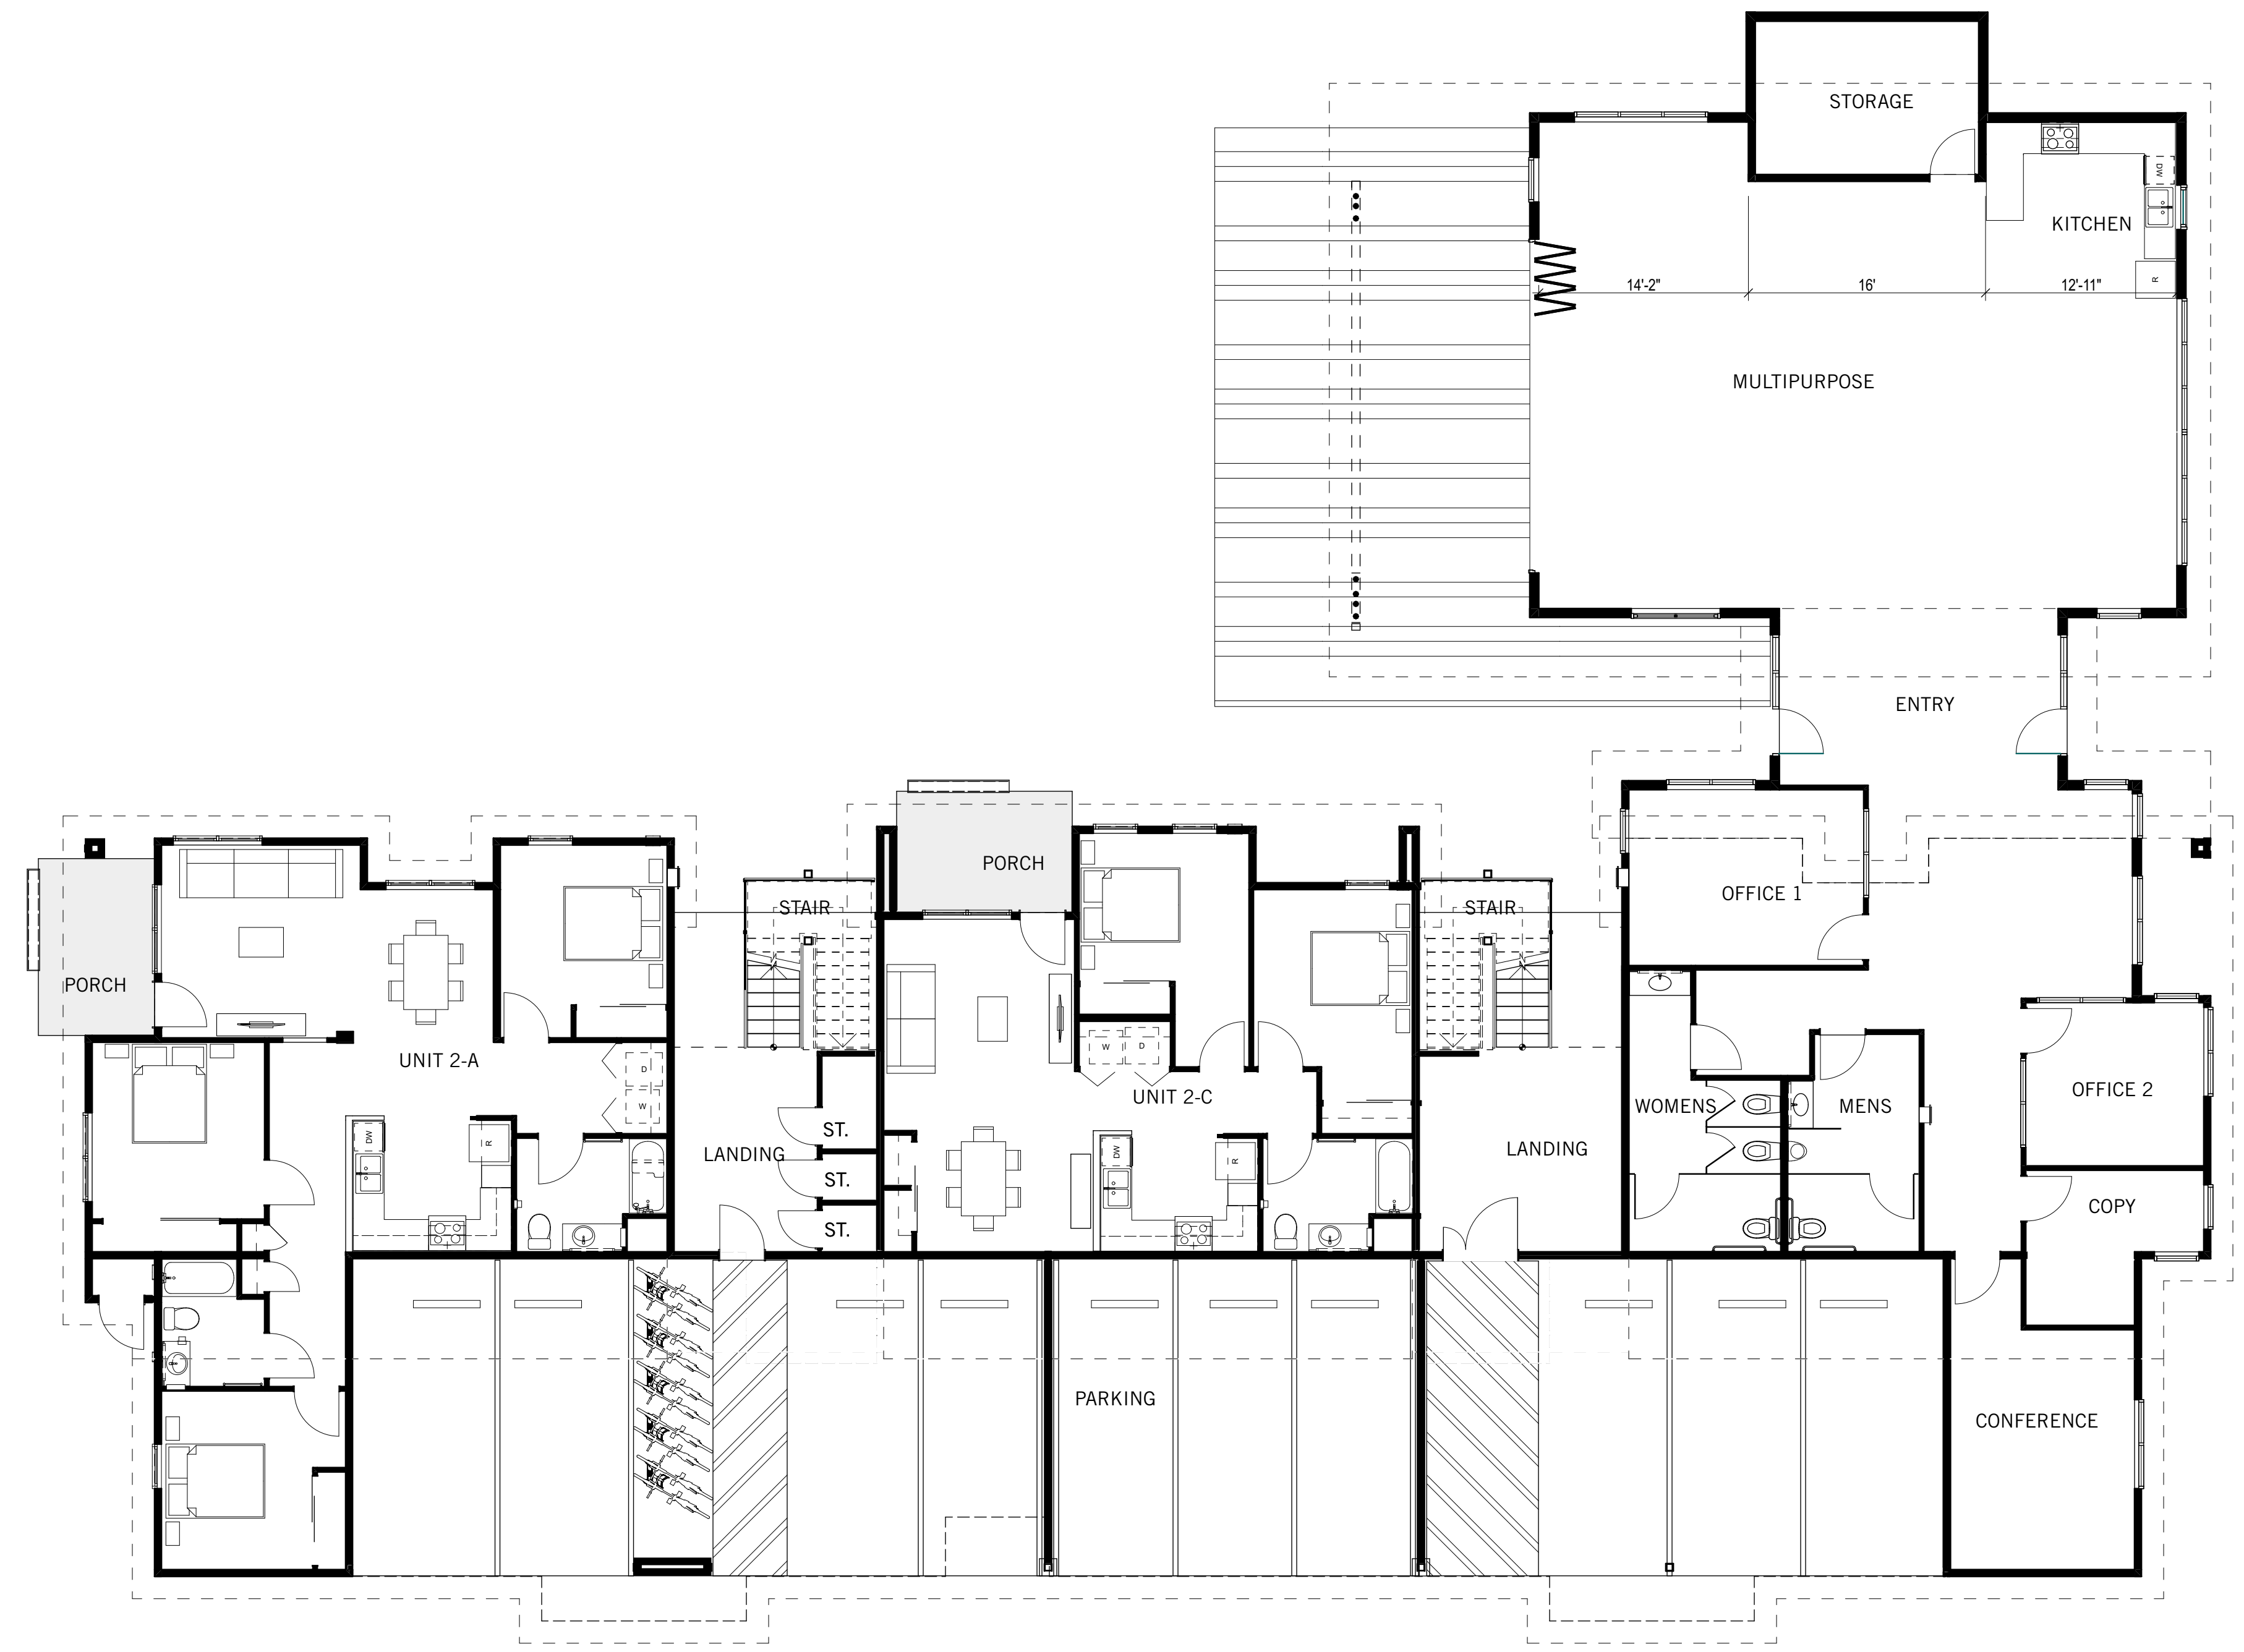 STORAGE
DW
KITCHEN
14'-2"
16'
12'-11"
R
MULTIPURPOSE
ENTRY
PORCH
STAIR
STAIR
OFFICE 1
PORCH
UNIT 2-A
D
W
W
D
UNIT 2-C
OFFICE 2
WOMENS
MENS
ST.
DW
R
LANDING
DW
R
LANDING
ST.
COPY
ST.
PARKING
CONFERENCE